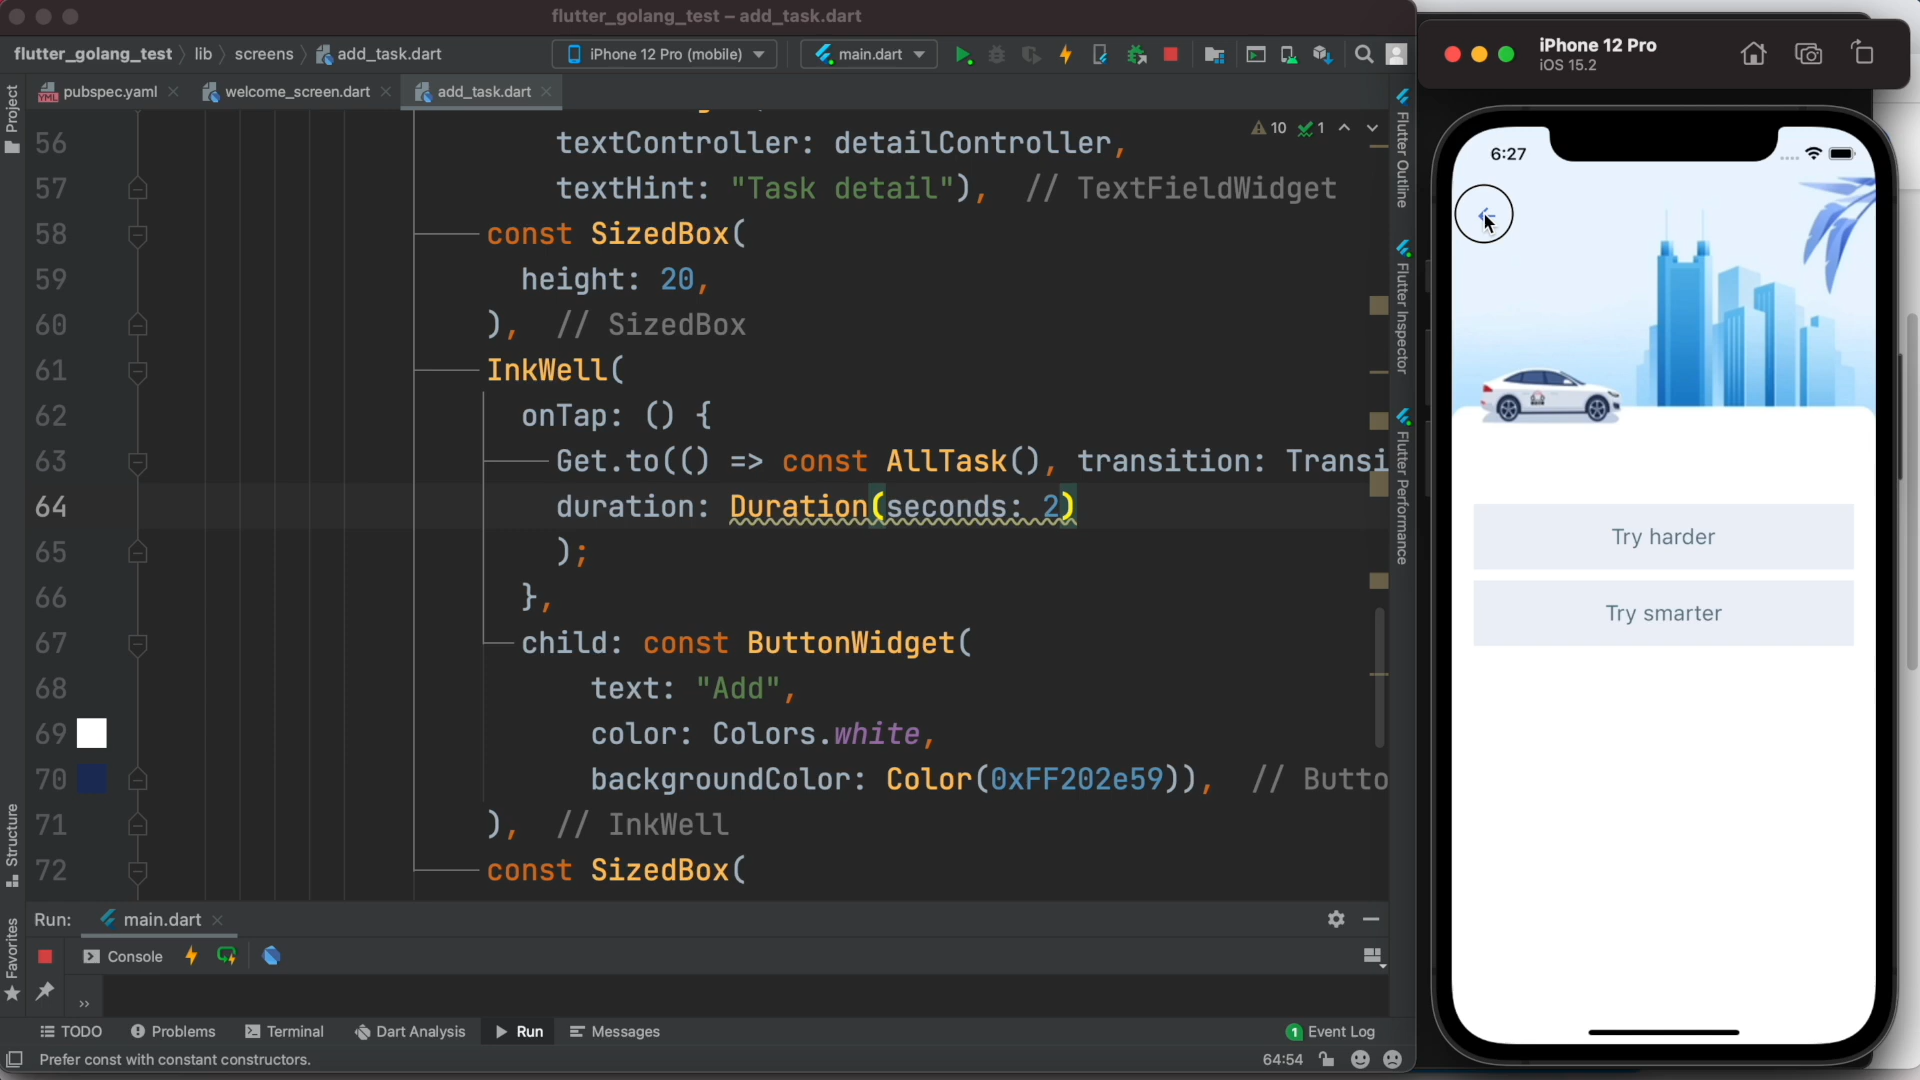 flutter_golang_test – add_task.dart
flutter_golang_test
lib
screens
add_task.dart
iPhone 12 Pro (mobile)
main.dart
pubspec.yaml
welcome_screen.dart
add_task.dart
Project
Structure
Favorites
10
1
56 textController: detailController,
57 textHint: "Task detail"), // TextFieldWidget
58 const SizedBox(
59 height: 20,
60 ), // SizedBox
61 InkWell(
62 onTap: () {
63 Get.to(() => const AllTask(), transition: Transi
64 duration: Duration(seconds: 2)
65 );
66 },
67 child: const ButtonWidget(
68 text: "Add",
69 color: Colors.white,
70 backgroundColor: Color(0xFF202e59)), // Butto
71 ), // InkWell
72 const SizedBox(
Flutter Outline
Flutter Inspector
Flutter Performance
Run:
main.dart
Console
TODO
Problems
Terminal
Dart Analysis
Run
Messages
1 Event Log
Prefer const with constant constructors.
64:54
iPhone 12 Pro
iOS 15.2
6:27
Try harder
Try smarter